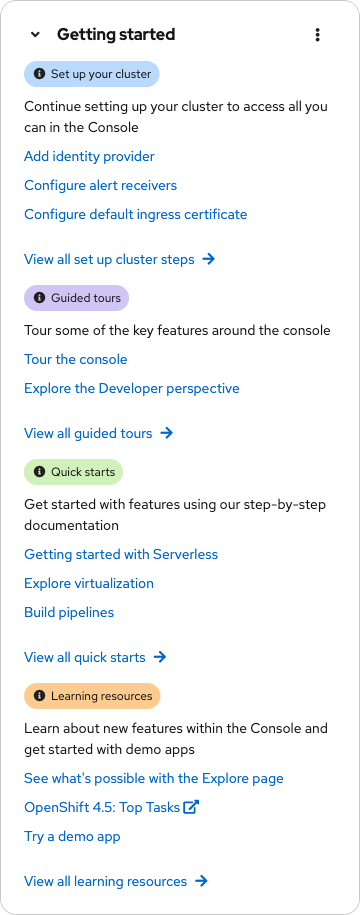 Getting started
Set up your cluster
Continue setting up your cluster to access all you
can in the Console
Add identity provider
Configure alert receivers
Configure default ingress certificate
View all set up cluster steps
Guided tours
Tour some of the key features around the console
Tour the console
Explore the Developer perspective
View all guided tours
Quick starts
Get started with features using our step-by-step
documentation
Getting started with Serverless
Explore virtualization
Build pipelines
View all quick starts
Learning resources
Learn about new features within the Console and
get started with demo apps
See what's possible with the Explore page
OpenShift 4.5: Top Tasks
Try a demo app
View all learning resources